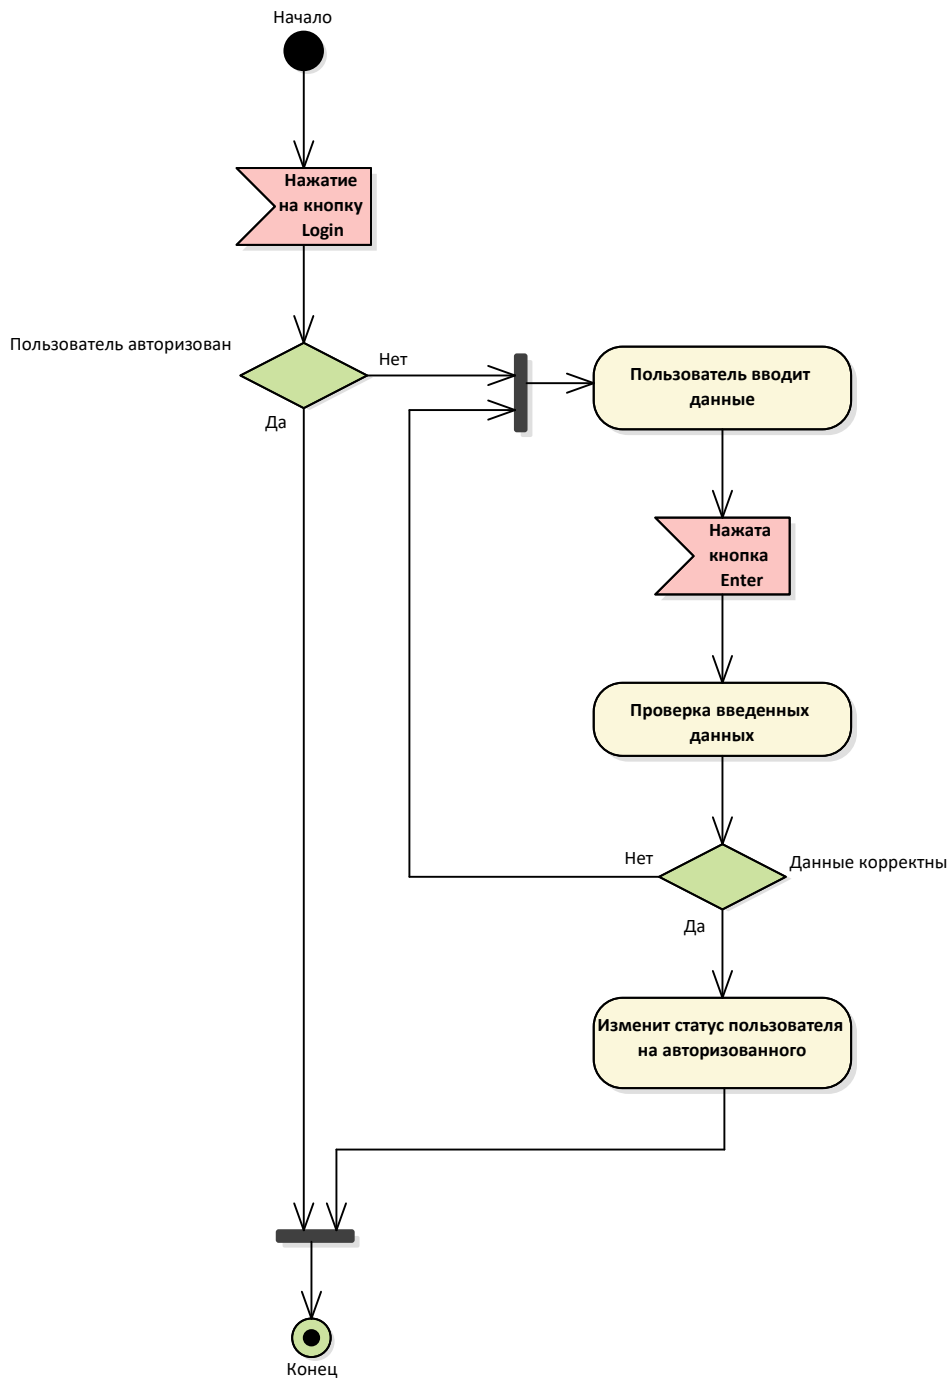 Начало
Нажатие
на кнопку
Login
Пользователь авторизован
Нет
Да
Пользователь вводит
данные
Нажата
кнопка
Enter
Проверка введенных
данных
Нет
Данные корректны
Да
Изменит статус пользователя
на авторизованного
Конец